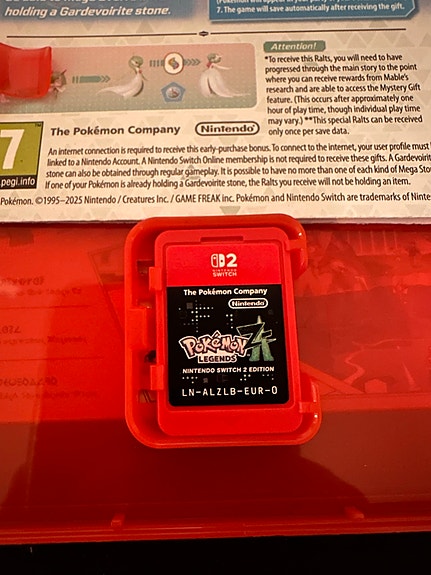 holding a Gardevoirite stone.
7. The game will save automatically after receiving the gift.
Attention!
*To receive this Ralts, you will need to have
progressed through the main story to the point
where you can receive rewards from Mable's
research and are able to access the Mystery Gift
feature. (This occurs after approximately one
hour of play time, though individual play time
may vary.) **This special Ralts can be received
only once per save data.
7
www.pegi.info
The Pokémon Company
Nintendo
An internet connection is required to receive this early-purchase bonus. To connect to the internet, your user profile must
linked to a Nintendo Account. A Nintendo Switch Online membership is not required to receive these gifts. A Gardevoirit
stone can also be obtained through regular gameplay. It is possible to have no more than one of each kind of Mega Sto
If one of your Pokémon is already holding a Gardevoirite stone, the Ralts you receive will not be holding an item.
Pokémon. ©1995–2025 Nintendo / Creatures Inc. / GAME FREAK inc. Pokémon and Nintendo Switch are trademarks of Ninte
2
NINTENDO
SWITCH
The Pokémon Company
Nintendo
POKéMON
LEGENDS
Z-A
NINTENDO SWITCH 2 EDITION
LN-ALZLB-EUR-0